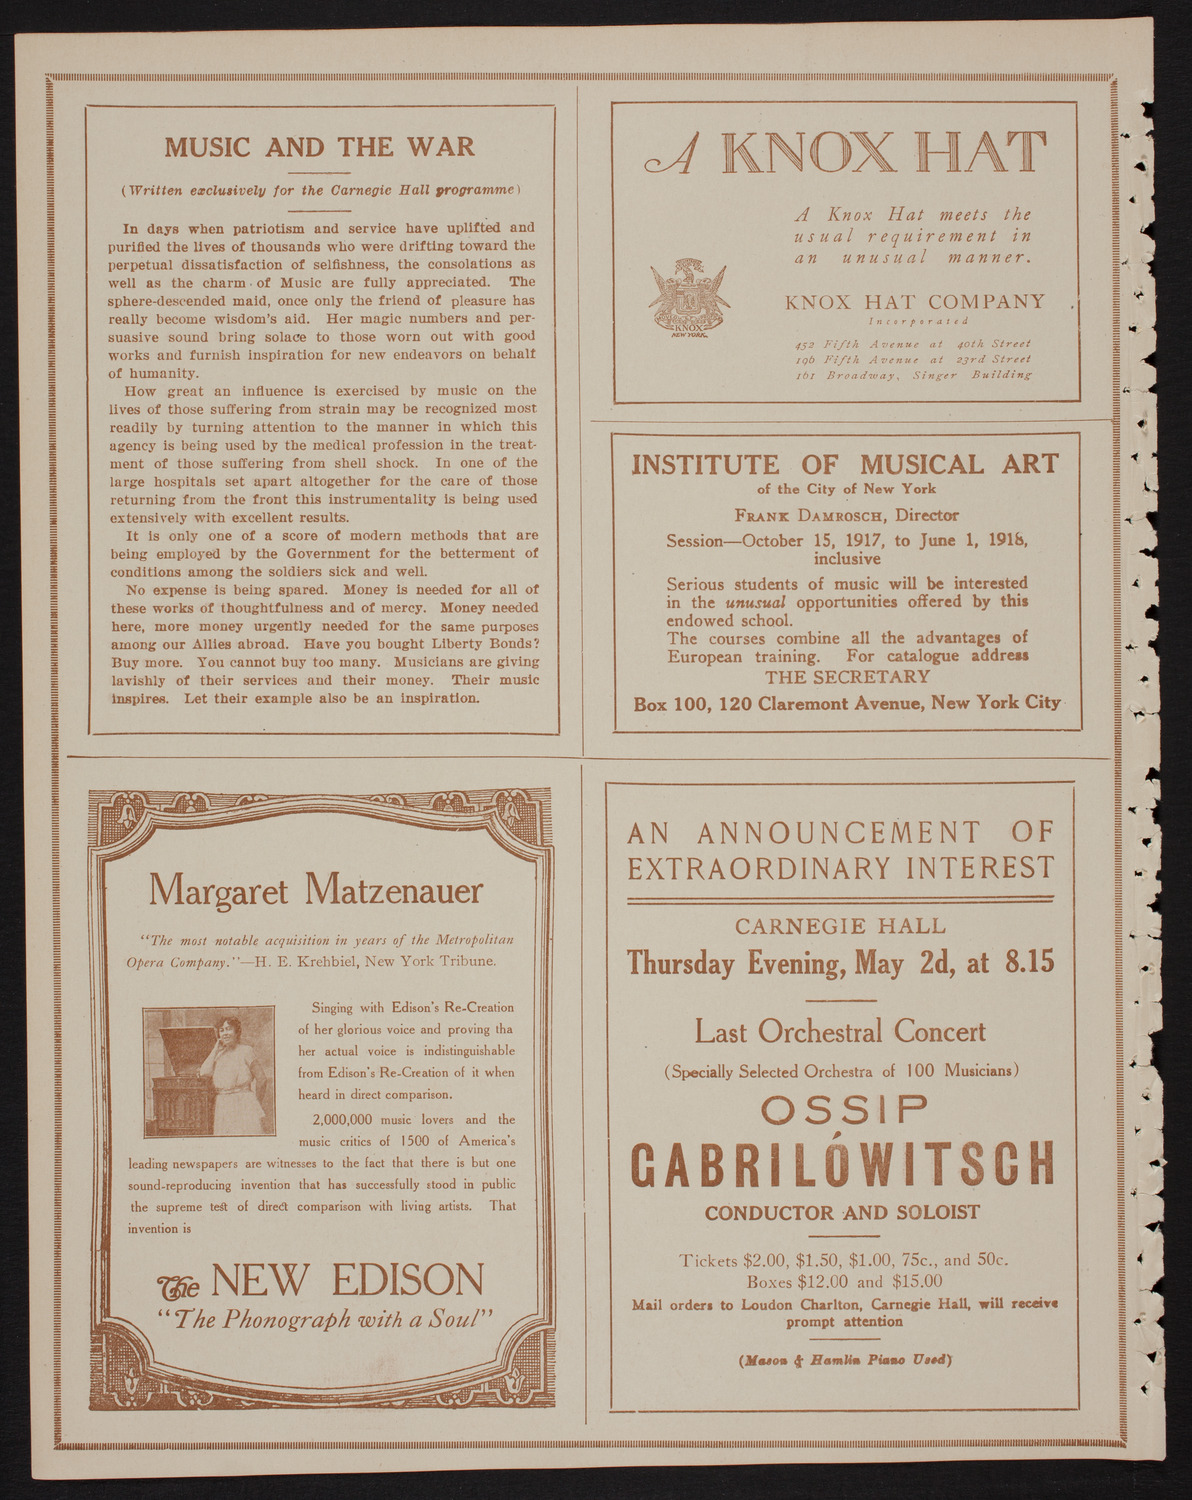 MUSIC AND THE WAR
(Written exclusively for the Carnegie Hall programme)
In days when patriotism and service have uplifted and
purified the lives of thousands who were drifting toward the
perpetual dissatisfaction of selfishness, the consolations as
well as the charm of Music are fully appreciated. The
sphere-descended maid, once only the friend of pleasure has
really become wisdom's aid. Her magic numbers and per-
suasive sound bring solace to those worn out with good
works and furnish inspiration for new endeavors on behalf
of humanity.
How great an influence is exercised by music on the
lives of those suffering from strain may be recognized most
readily by turning attention to the manner in which this
agency is being used by the medical profession in the treat-
ment of those suffering from shell shock. In one of the
large hospitals set apart altogether for the care of those
returning from the front this instrumentality is being used
extensively with excellent results.
It is only one of a score of modern methods that are
being employed by the Government for the betterment of
conditions among the soldiers sick and well.
No expense is being spared. Money is needed for all of
these works of thoughtfulness and of mercy. Money needed
here, more money urgently needed for the same purposes
among our Allies abroad. Have you bought Liberty Bonds?
Buy more. You cannot buy too many. Musicians are giving
lavishly of their services and their money. Their music
inspires. Let their example also be an inspiration.
A KNOX HAT
A Knox Hat meets the
usual requirement in
an unusual manner.
KNOX
NEW YORK.
KNOX HAT COMPANY
Incorporated
452 Fifth Avenue at 40th Street
196 Fifth Avenue at 23rd Street
161 Broadway, Singer Building
INSTITUTE OF MUSICAL ART
of the City of New York
FRANK DAMROSCH, Director
Session—October 15, 1917, to June 1, 1918,
inclusive
Serious students of music will be interested
in the unusual opportunities offered by this
endowed school.
The courses combine all the advantages of
European training. For catalogue address
THE SECRETARY
Box 100, 120 Claremont Avenue, New York City
Margaret Matzenauer
"The most notable acquisition in years of the Metropolitan
Opera Company."—H. E. Krehbiel, New York Tribune.
Singing with Edison's Re-Creation
of her glorious voice and proving tha
her actual voice is indistinguishable
from Edison's Re-Creation of it when
heard in direct comparison.
2,000,000 music lovers and the
music critics of 1500 of America's
leading newspapers are witnesses to the fact that there is but one
sound-reproducing invention that has successfully stood in public
the supreme test of direct comparison with living artists. That
invention is
The NEW EDISON
"The Phonograph with a Soul"
AN ANNOUNCEMENT OF
EXTRAORDINARY INTEREST
CARNEGIE HALL
Thursday Evening, May 2d, at 8.15
Last Orchestral Concert
(Specially Selected Orchestra of 100 Musicians)
OSSIP
GABRILÓWITSCH
CONDUCTOR AND SOLOIST
Tickets $2.00, $1.50, $1.00, 75c., and 50c.
Boxes $12.00 and $15.00
Mail orders to Loudon Charlton, Carnegie Hall, will receive
prompt attention
(Mason & Hamlin Piano Used)